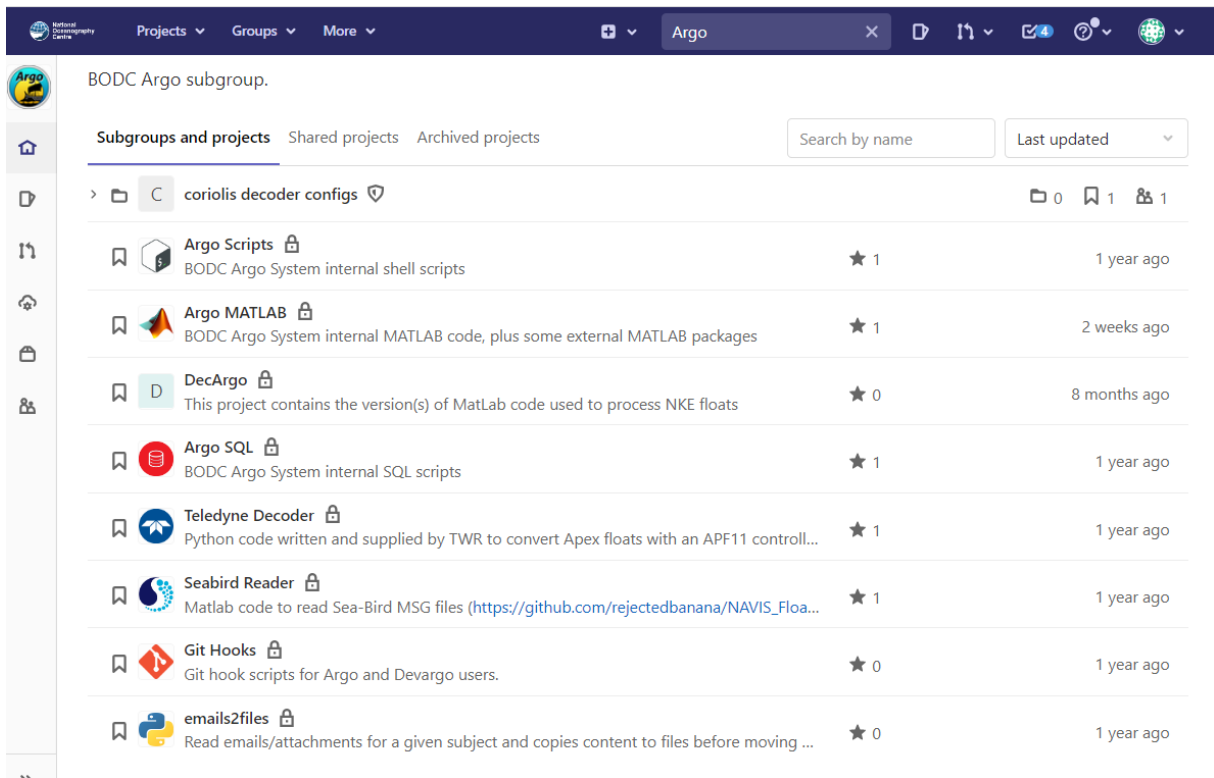 National
Oceanography
Centre
Projects
Groups
More
Argo
4
Argo
BODC Argo subgroup.
Subgroups and projects
Shared projects
Archived projects
Search by name
Last updated
C
coriolis decoder configs
0
1
1
Argo Scripts
BODC Argo System internal shell scripts
1
1 year ago
Argo MATLAB
BODC Argo System internal MATLAB code, plus some external MATLAB packages
1
2 weeks ago
D
DecArgo
This project contains the version(s) of MatLab code used to process NKE floats
0
8 months ago
Argo SQL
BODC Argo System internal SQL scripts
1
1 year ago
Teledyne Decoder
Python code written and supplied by TWR to convert Apex floats with an APF11 controll...
1
1 year ago
Seabird Reader
Matlab code to read Sea-Bird MSG files (https://github.com/rejectedbanana/NAVIS_Floa...
1
1 year ago
Git Hooks
Git hook scripts for Argo and Devargo users.
0
1 year ago
emails2files
Read emails/attachments for a given subject and copies content to files before moving ...
0
1 year ago